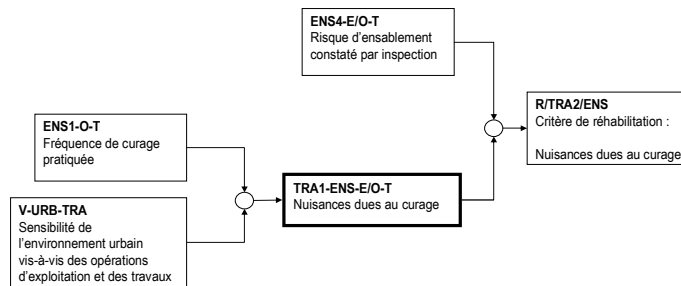 ENS4-E/O-T
Risque d'ensablement
constaté par inspection
R/TRA2/ENS
Critère de réhabilitation :
Nuisances dues au curage
ENS1-O-T
Fréquence de curage
pratiquée
TRA1-ENS-E/O-T
Nuisances dues au curage
V-URB-TRA
Sensibilité de
l'environnement urbain
vis-à-vis des opérations
d'exploitation et des travaux